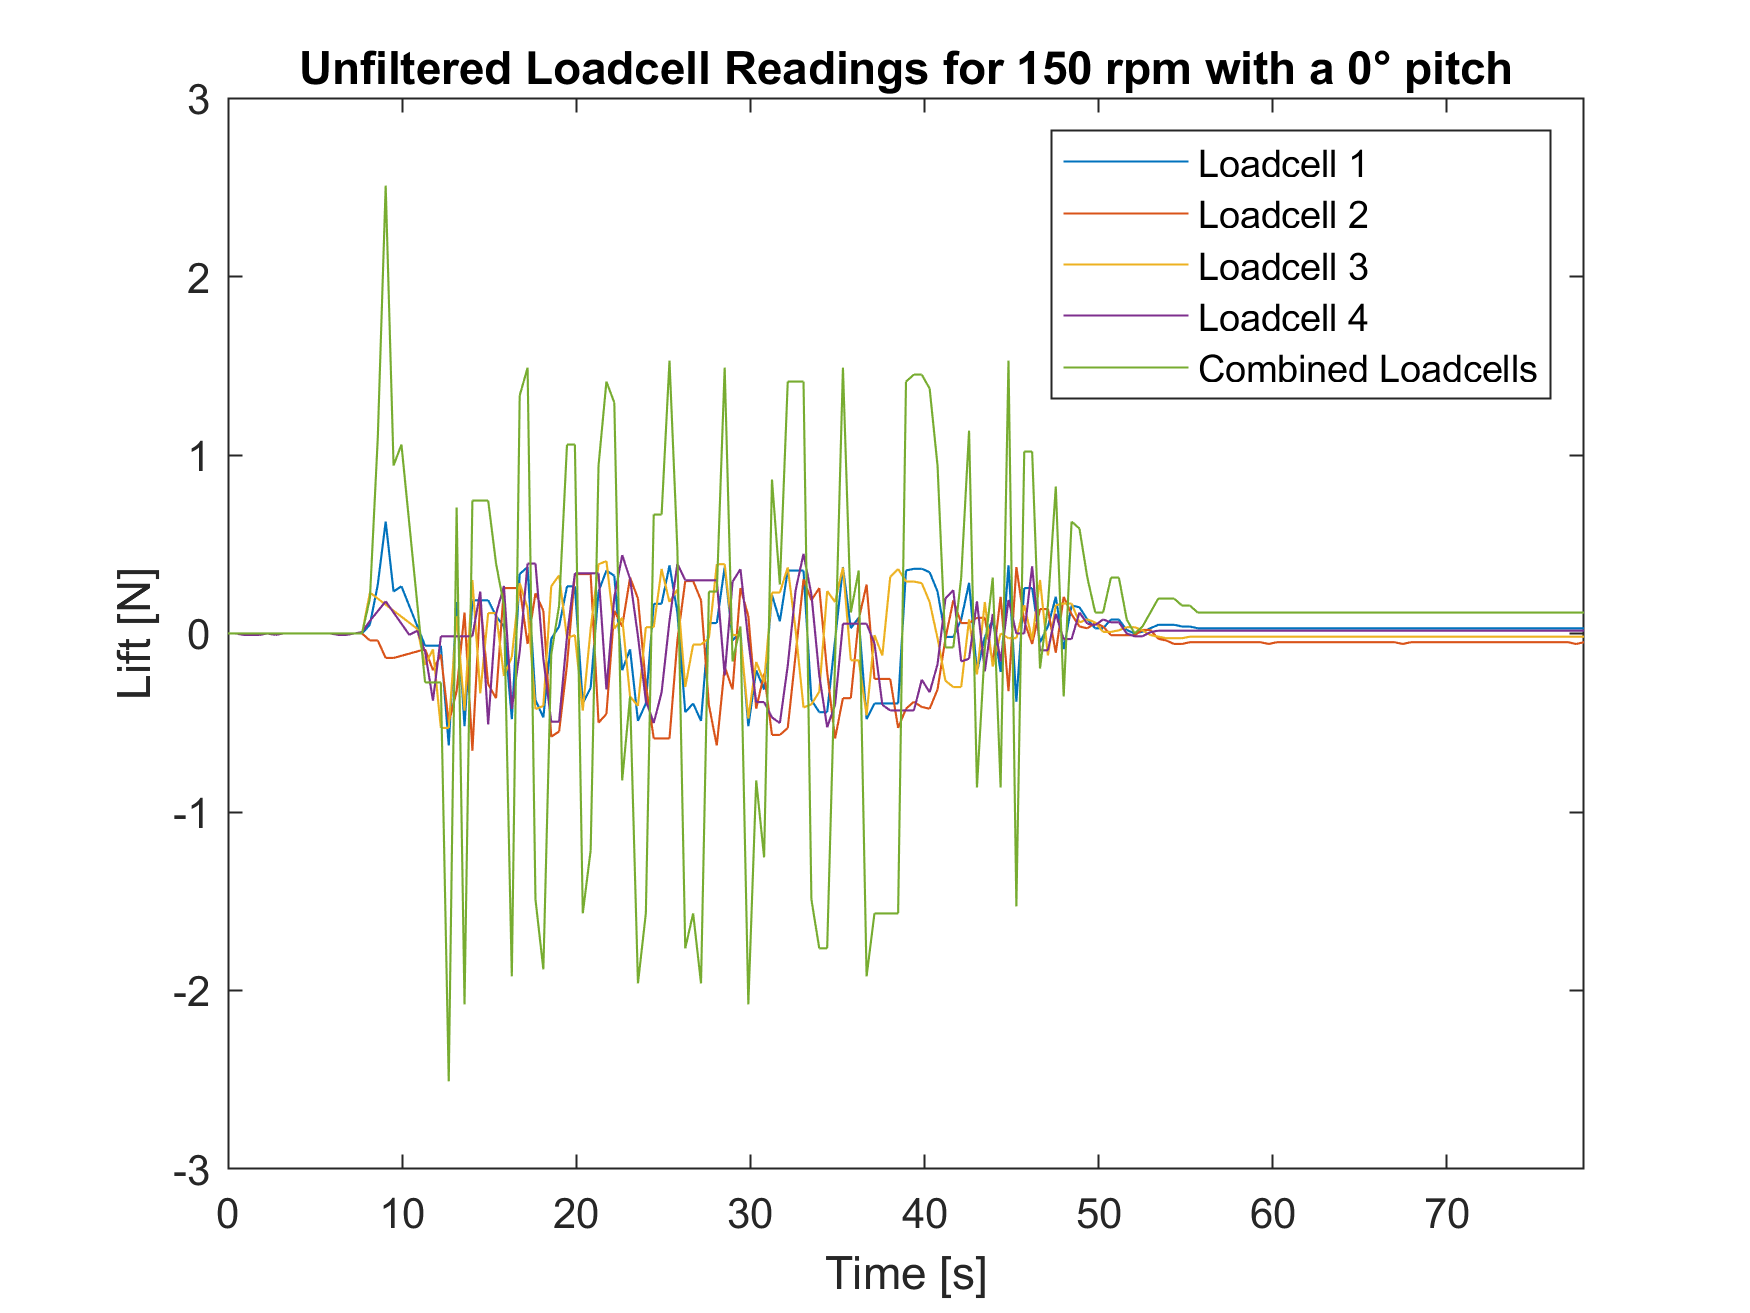 Unfiltered Loadcell Readings for 150 rpm with a 0° pitch
3
2
1
0
-1
-2
-3
Lift [N]
Loadcell 1
Loadcell 2
Loadcell 3
Loadcell 4
Combined Loadcells
0 10 20 30 40 50 60 70
Time [s]